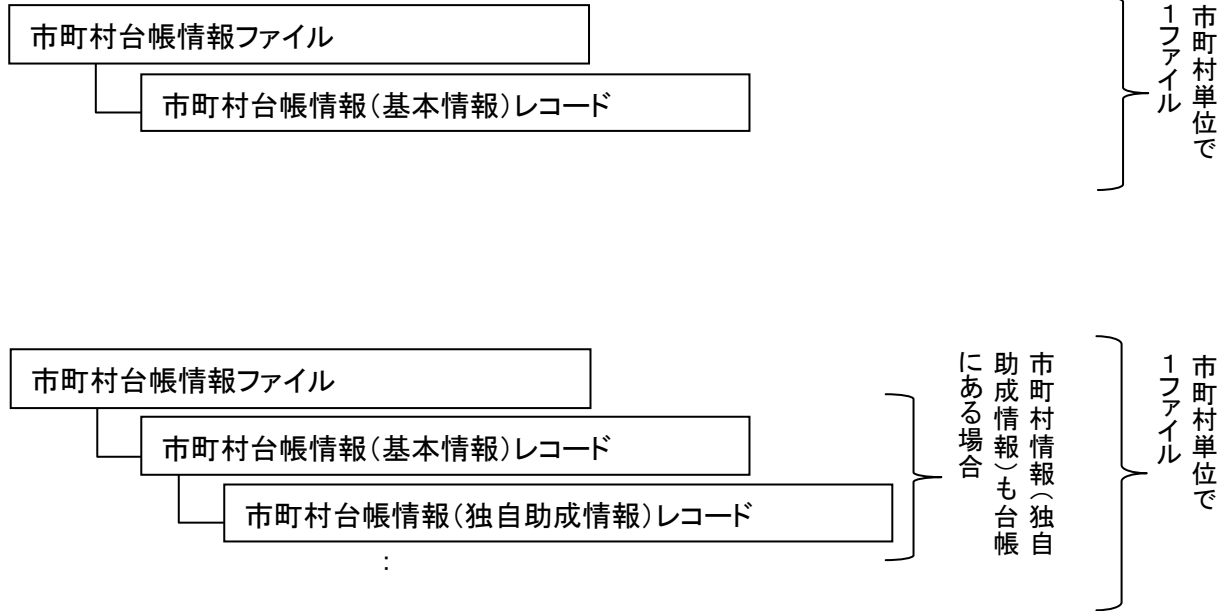 市町村台帳情報ファイル
市町村台帳情報(基本情報)レコード
市町村単位で
1ファイル
市町村台帳情報ファイル
市町村台帳情報(基本情報)レコード
市町村台帳情報(独自助成情報)レコード
:
市町村情報(独自
助成情報)も台帳
にある場合
市町村単位で
1ファイル